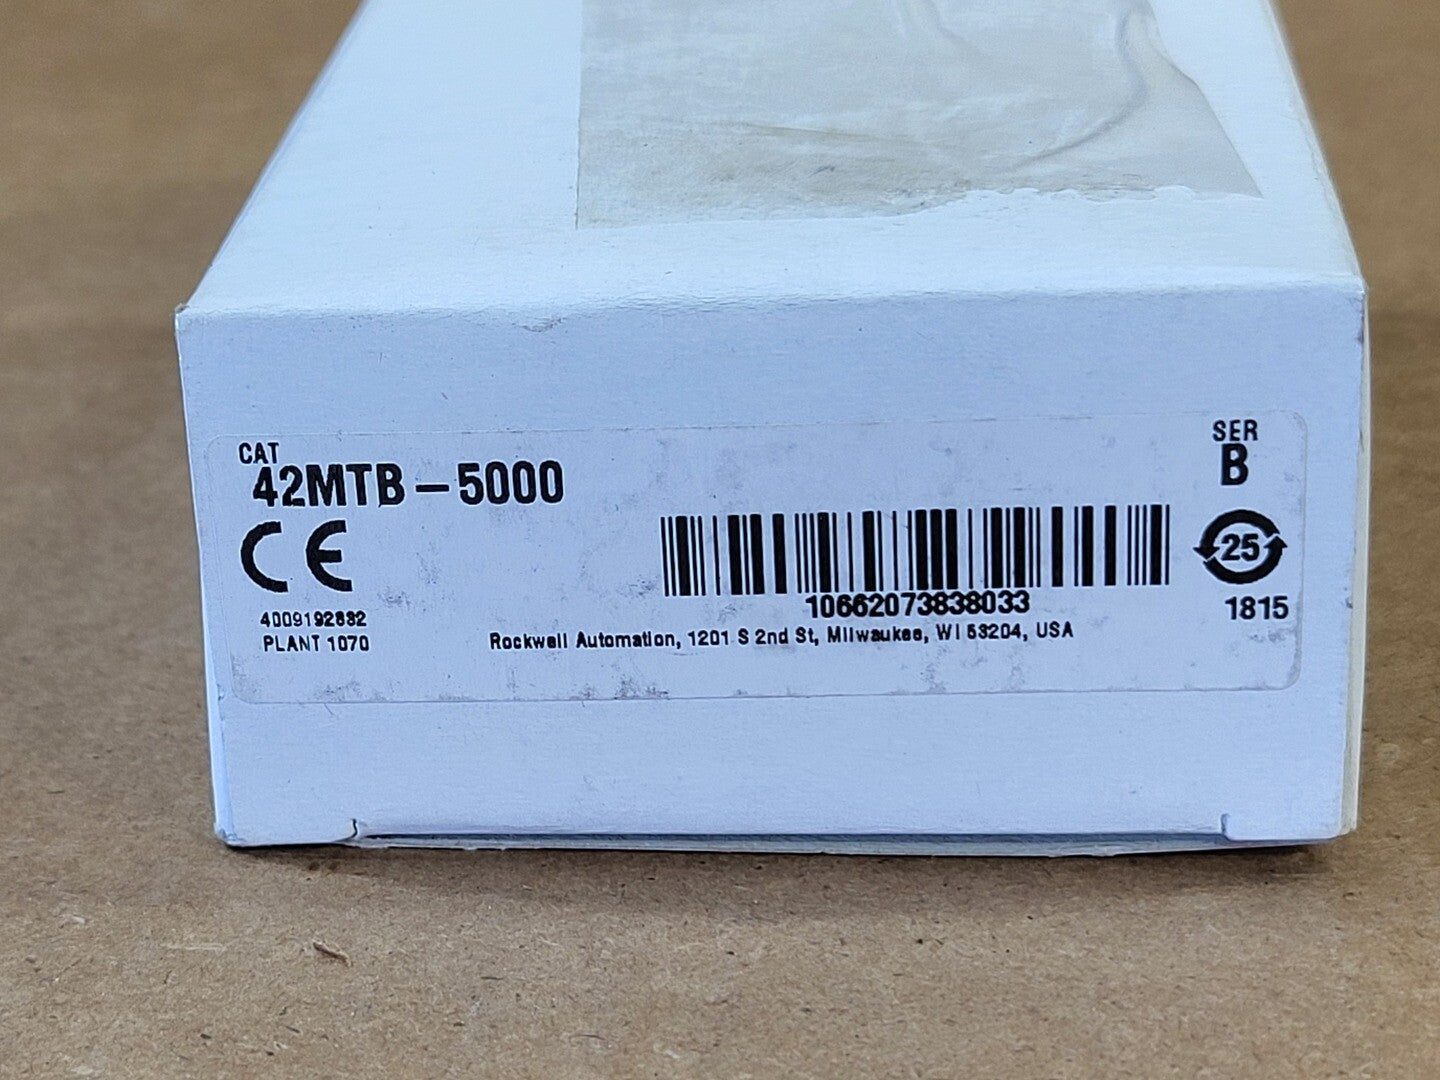 CAT
42MTB-5000
SER
B
CE
25
10662073838033
1815
4009192882
PLANT 1070
Rockwell Automation, 1201 S 2nd St, Milwaukee, WI 53204, USA